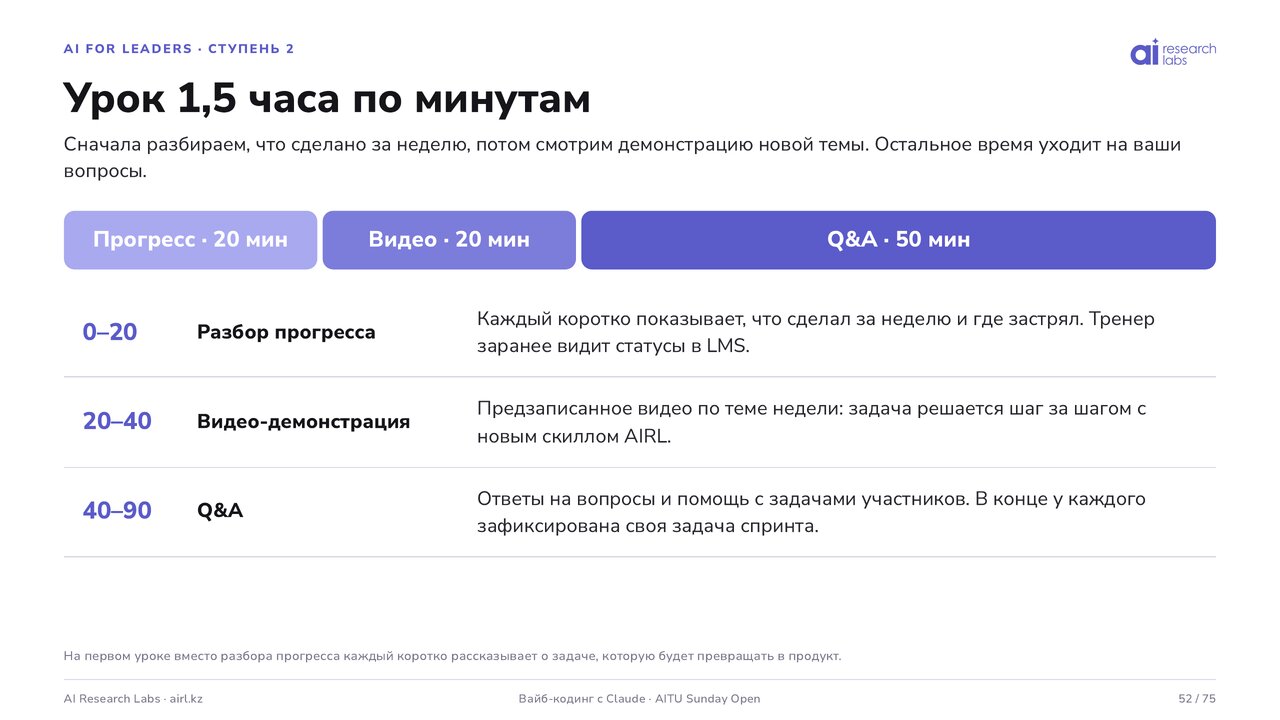 AI FOR LEADERS · СТУПЕНЬ 2
ai research labs
Урок 1,5 часа по минутам
Сначала разбираем, что сделано за неделю, потом смотрим демонстрацию новой темы. Остальное время уходит на ваши
вопросы.
Прогресс · 20 мин
Видео · 20 мин
Q&A · 50 мин
0–20
Разбор прогресса
Каждый коротко показывает, что сделал за неделю и где застрял. Тренер
заранее видит статусы в LMS.
20–40
Видео-демонстрация
Предзаписанное видео по теме недели: задача решается шаг за шагом с
новым скиллом AIRL.
40–90
Q&A
Ответы на вопросы и помощь с задачами участников. В конце у каждого
зафиксирована своя задача спринта.
На первом уроке вместо разбора прогресса каждый коротко рассказывает о задаче, которую будет превращать в продукт.
AI Research Labs · airl.kz
Вайб-кодинг с Claude · AITU Sunday Open
52 / 75